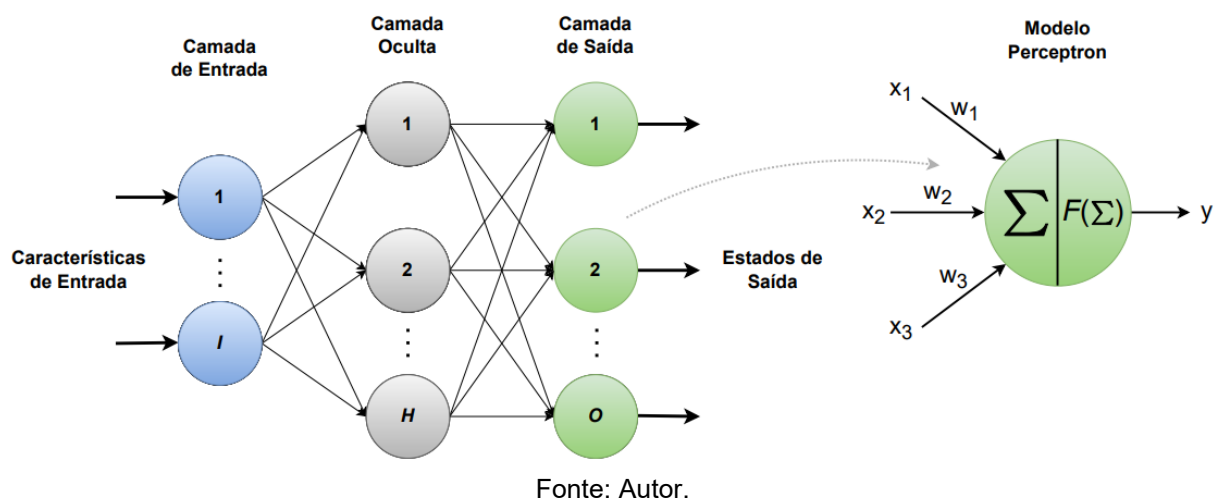 Camada
de Entrada
Camada
Oculta
Camada
de Saída
Modelo
Perceptron
Características
de Entrada
1
⋮
I
1
2
⋮
H
1
2
⋮
O
Estados de
Saída
x₁
w₁
x₂
w₂
x₃
w₃
∑
F(∑)
y
Fonte: Autor.